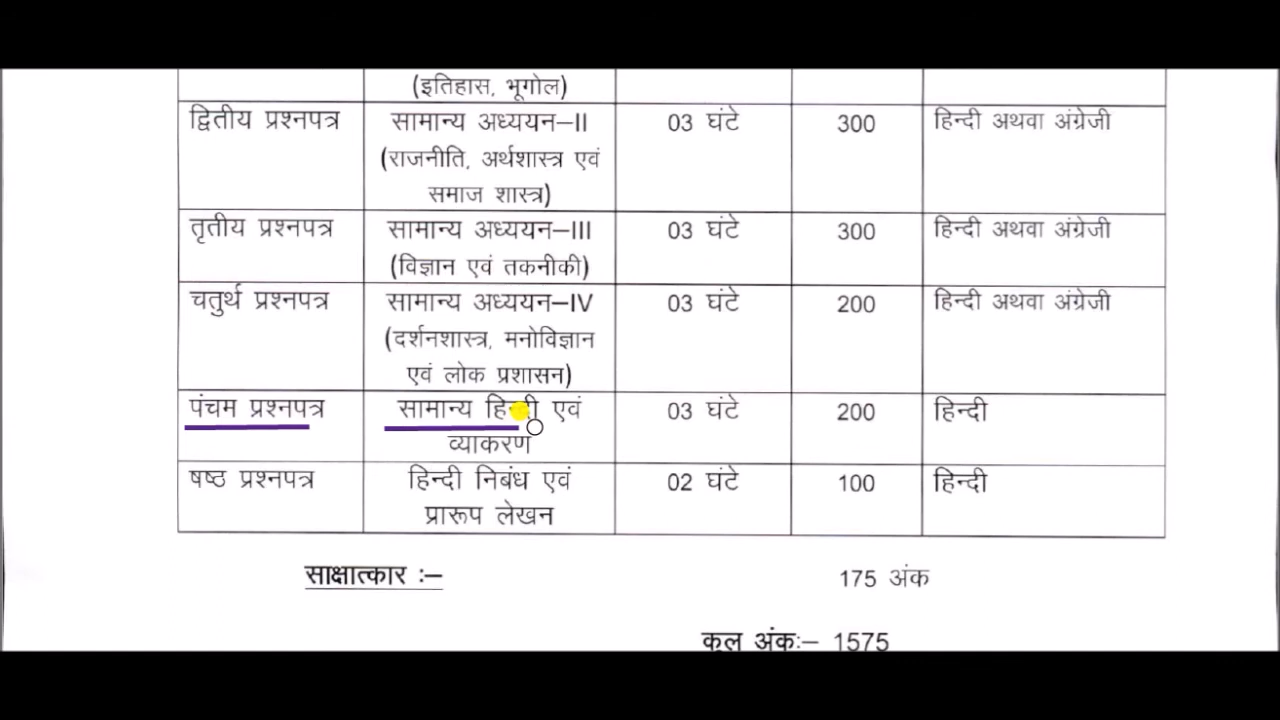 (इतिहास, भूगोल)
द्वितीय प्रश्नपत्र सामान्य अध्ययन–II 03 घंटे 300 हिन्दी अथवा अंग्रेजी
(राजनीति, अर्थशास्त्र एवं
समाज शास्त्र)
तृतीय प्रश्नपत्र सामान्य अध्ययन–III 03 घंटे 300 हिन्दी अथवा अंग्रेजी
(विज्ञान एवं तकनीकी)
चतुर्थ प्रश्नपत्र सामान्य अध्ययन–IV 03 घंटे 200 हिन्दी अथवा अंग्रेजी
(दर्शनशास्त्र, मनोविज्ञान
एवं लोक प्रशासन)
पंचम प्रश्नपत्र सामान्य हिन्दी एवं 03 घंटे 200 हिन्दी
व्याकरण
षष्ठ प्रश्नपत्र हिन्दी निबंध एवं 02 घंटे 100 हिन्दी
प्रारूप लेखन
साक्षात्कार :– 175 अंक
कुल अंकः– 1575